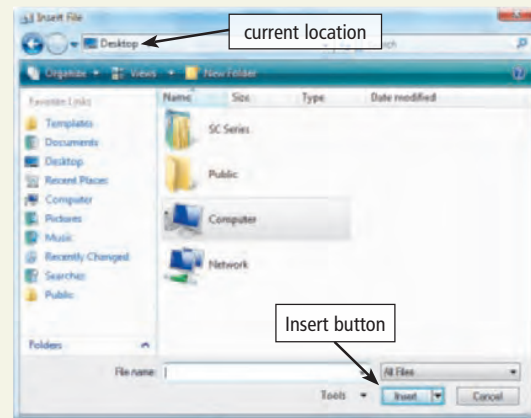 Insert File
current location
Desktop
Search
Organize Views New Folder
Favorite Links
Name Size Type Date modified
Templates
Documents
Desktop
Recent Places
Computer
Pictures
Music
Recently Changed
Searches
Public
SC Series
Public
Computer
Network
Insert button
Folders
File name:
All Files
Tools Insert Cancel